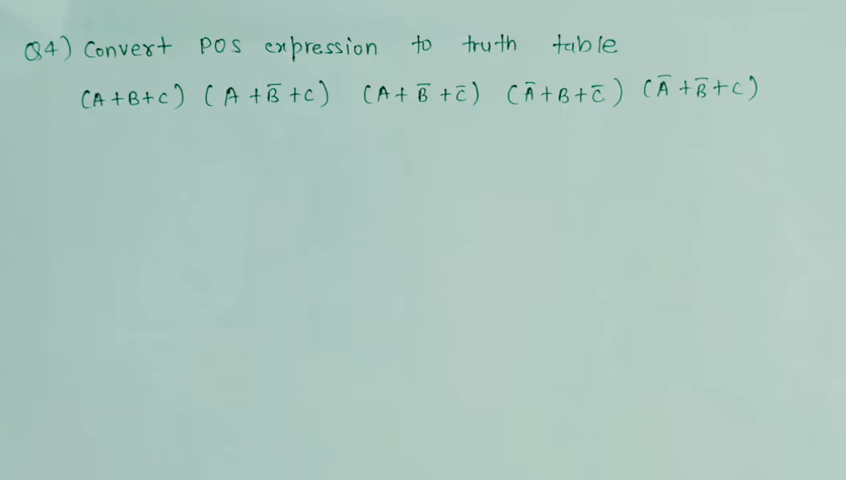 Q4) Convert POS expression to truth table
(A+B+C) (A+B̅+C) (A+B̅+C̅) (A̅+B+C̅) (A̅+B̅+C)